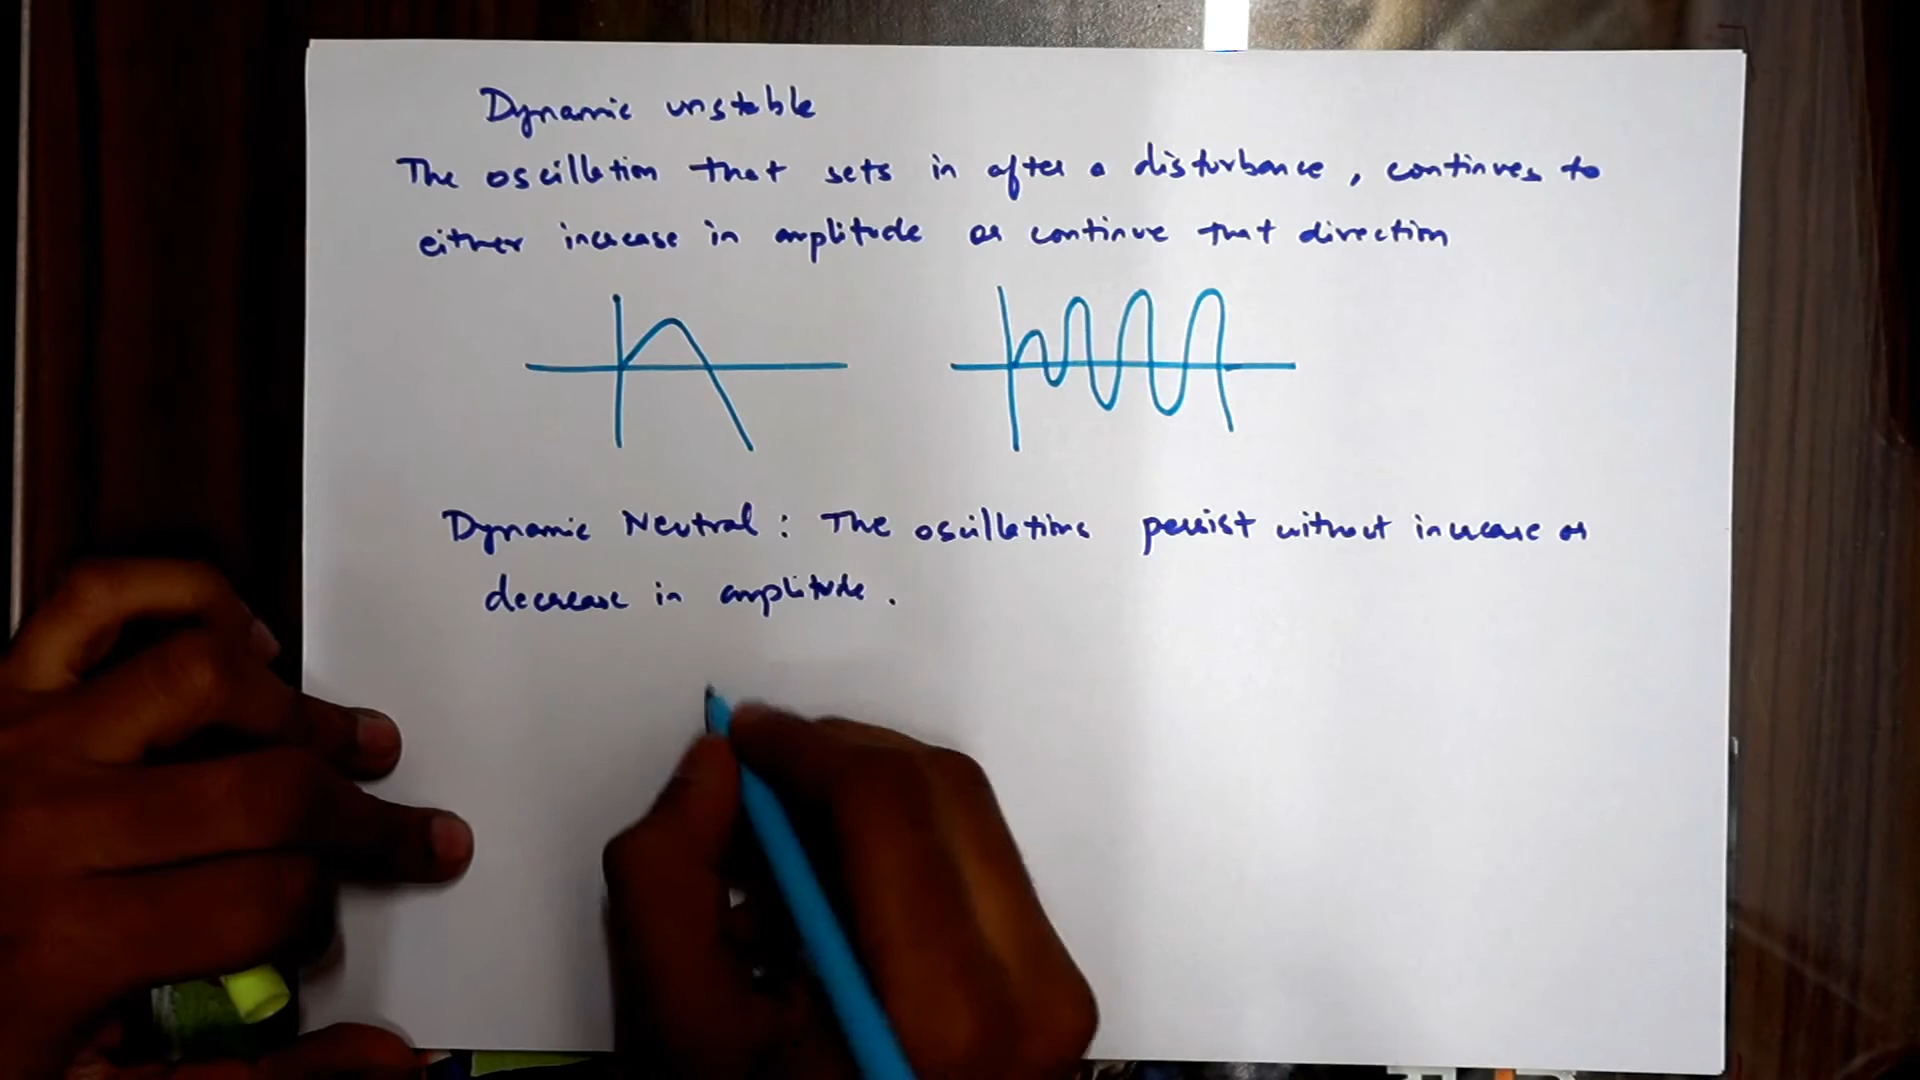 Dynamic unstable
The oscillation that sets in after a disturbance, continues to
either increase in amplitude or continue that direction
Dynamic Neutral : The oscillations persist without increase or
decrease in amplitude.